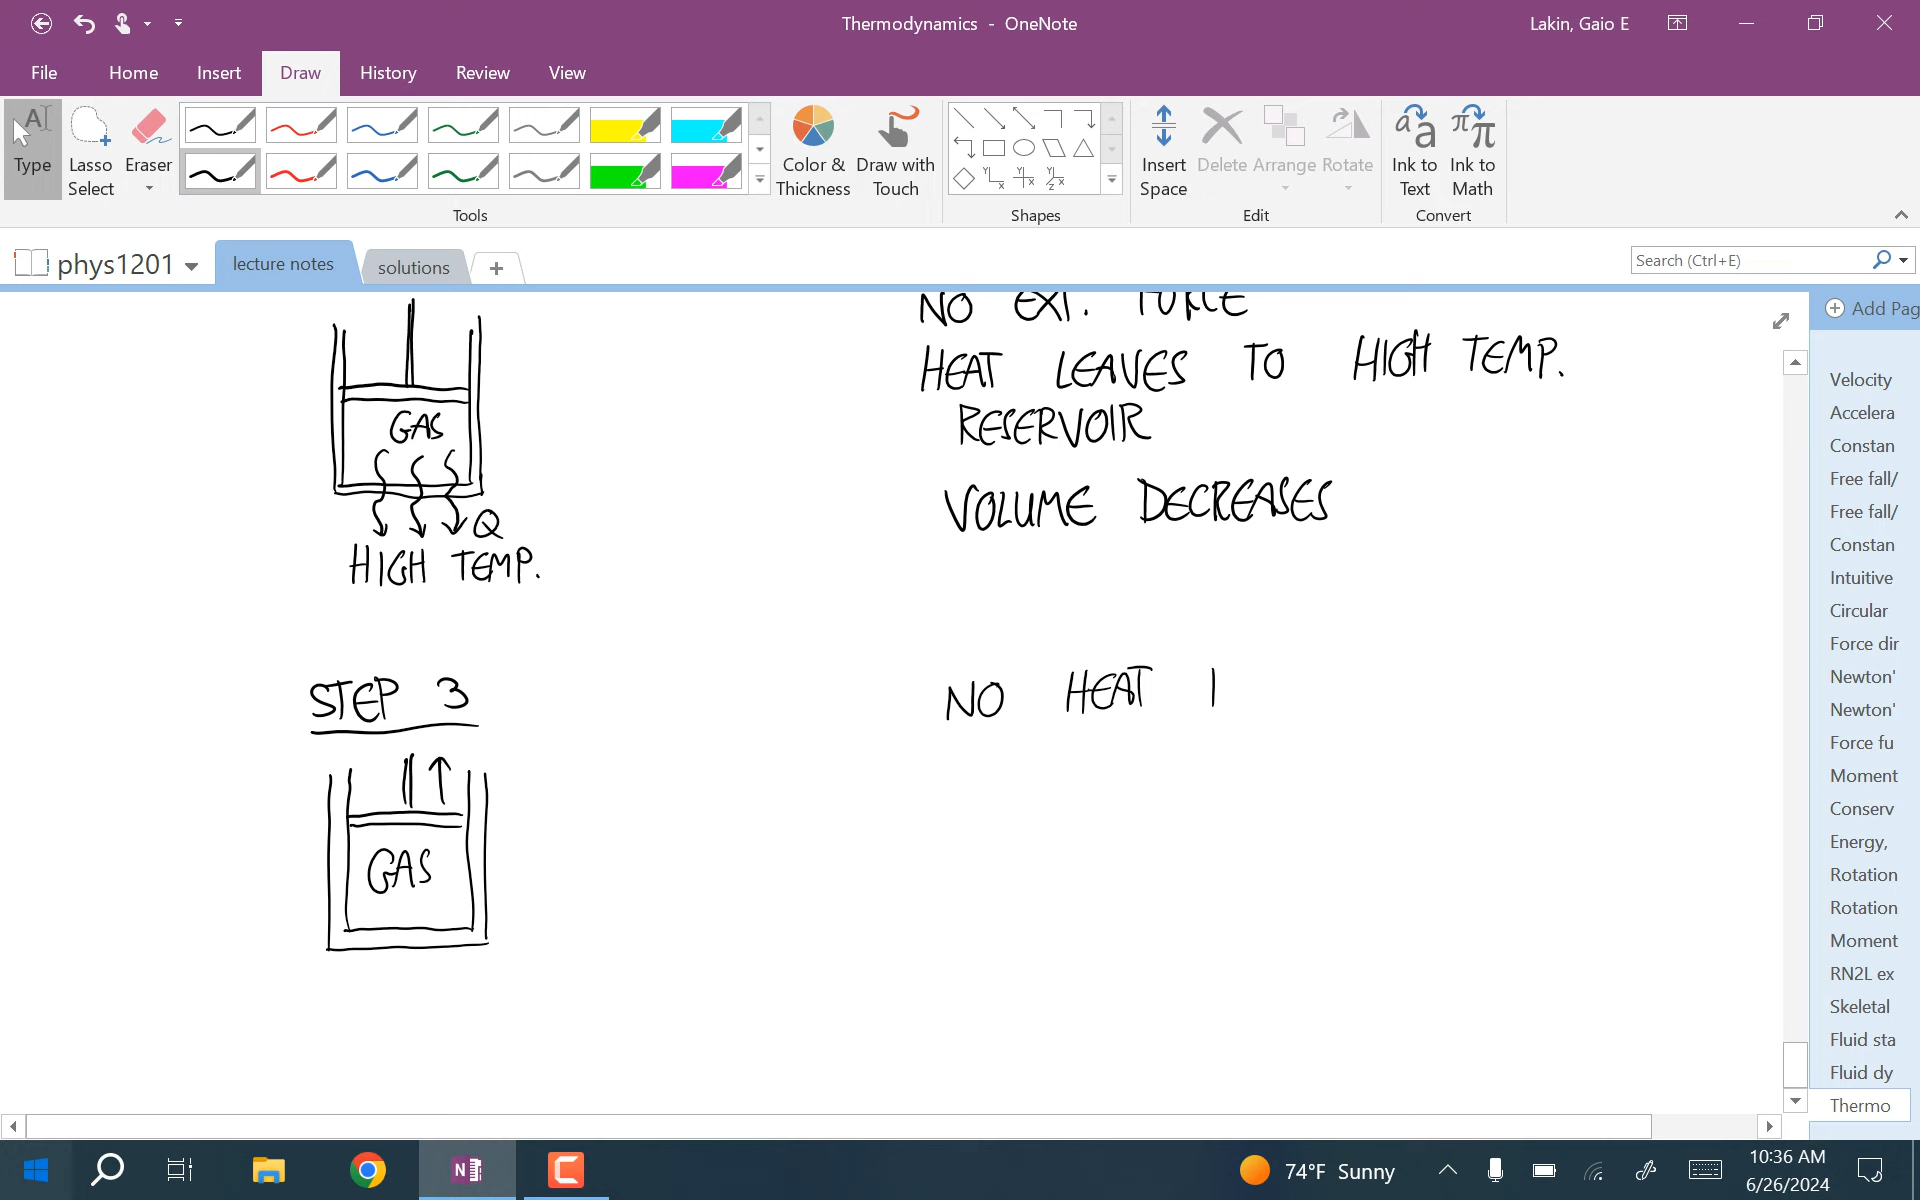 Thermodynamics - OneNote
Lakin, Gaio E
File Home Insert Draw History Review View
Type
Lasso Select
Eraser
Color & Thickness
Draw with Touch
Insert Space
Delete
Arrange
Rotate
Ink to Text
Ink to Math
Tools
Shapes
Edit
Convert
phys1201
lecture notes
solutions
Search (Ctrl+E)
Add Pag
NO EXT. FORCE
HEAT LEAVES TO HIGH TEMP.
RESERVOIR
VOLUME DECREASES
GAS
Q
HIGH TEMP.
STEP 3
NO HEAT I
GAS
Velocity
Accelera
Constan
Free fall/
Free fall/
Constan
Intuitive
Circular
Force dir
Newton'
Newton'
Force fu
Moment
Conserv
Energy,
Rotation
Rotation
Moment
RN2L ex
Skeletal
Fluid sta
Fluid dy
Thermo
74°F Sunny
10:36 AM
6/26/2024